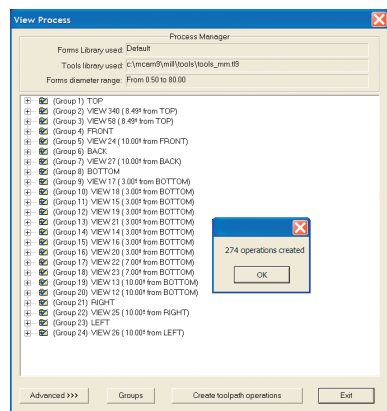 View Process
Process Manager
Forms Library used: Default
Tools library used: c:\mcam9\mill\tools\tools_mm.tl9
Forms diameter range: From 0.50 to 80.00
(Group 1) TOP
(Group 2) VIEW 340 ( 8.49º from TOP)
(Group 3) VIEW 58 ( 8.49º from TOP)
(Group 4) FRONT
(Group 5) VIEW 24 (10.00º from FRONT)
(Group 6) BACK
(Group 7) VIEW 27 (10.00º from BACK)
(Group 8) BOTTOM
(Group 9) VIEW 17 ( 3.00º from BOTTOM)
(Group 10) VIEW 18 ( 3.00º from BOTTOM)
(Group 11) VIEW 15 ( 3.00º from BOTTOM)
(Group 12) VIEW 19 ( 3.00º from BOTTOM)
(Group 13) VIEW 21 ( 3.00º from BOTTOM)
(Group 14) VIEW 14 ( 3.00º from BOTTOM)
(Group 15) VIEW 16 ( 3.00º from BOTTOM)
(Group 16) VIEW 20 ( 3.00º from BOTTOM)
(Group 17) VIEW 22 ( 7.00º from BOTTOM)
(Group 18) VIEW 23 ( 7.00º from BOTTOM)
(Group 19) VIEW 13 (10.00º from BOTTOM)
(Group 20) VIEW 12 (10.00º from BOTTOM)
(Group 21) RIGHT
(Group 22) VIEW 25 (10.00º from RIGHT)
(Group 23) LEFT
(Group 24) VIEW 26 (10.00º from LEFT)
274 operations created
OK
Advanced >>> Groups Create toolpath operations Exit